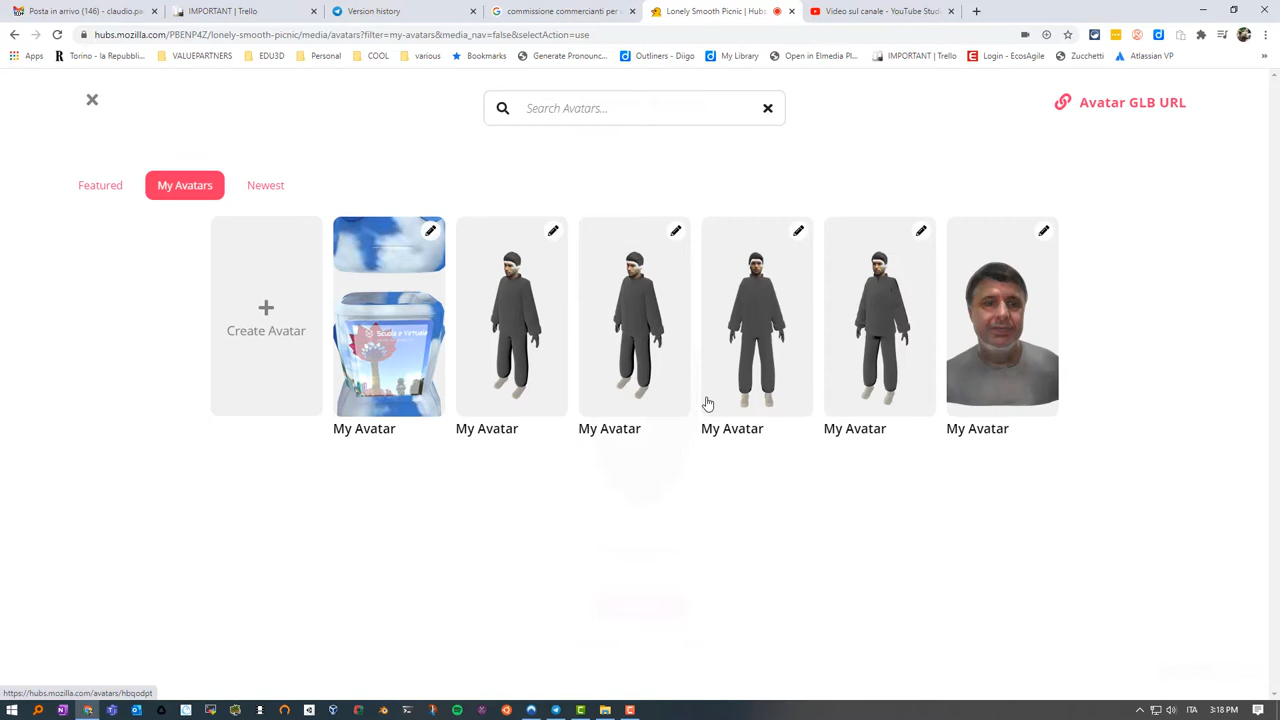 Posta in arrivo (146) - claudio.p
IMPORTANT | Trello
Version history
commissione commercianti per v
Lonely Smooth Picnic | Hubs
Video sul canale - YouTube Studi
hubs.mozilla.com/PBENP4Z/lonely-smooth-picnic/media/avatars?filter=my-avatars&media_nav=false&selectAction=use
Apps
Torino - la Repubbli...
VALUEPARTNERS
EDU3D
Personal
COOL
various
Bookmarks
Generate Pronounc...
Outliners - Diigo
My Library
Open in Elmedia Pl...
IMPORTANT | Trello
Login - EcosAgile
Zucchetti
Atlassian VP
Search Avatars...
Avatar GLB URL
Featured
My Avatars
Newest
Create Avatar
Scuola e Virtuale
My Avatar
My Avatar
My Avatar
My Avatar
My Avatar
My Avatar
https://hubs.mozilla.com/avatars/hbqodpt
ITA
3:18 PM